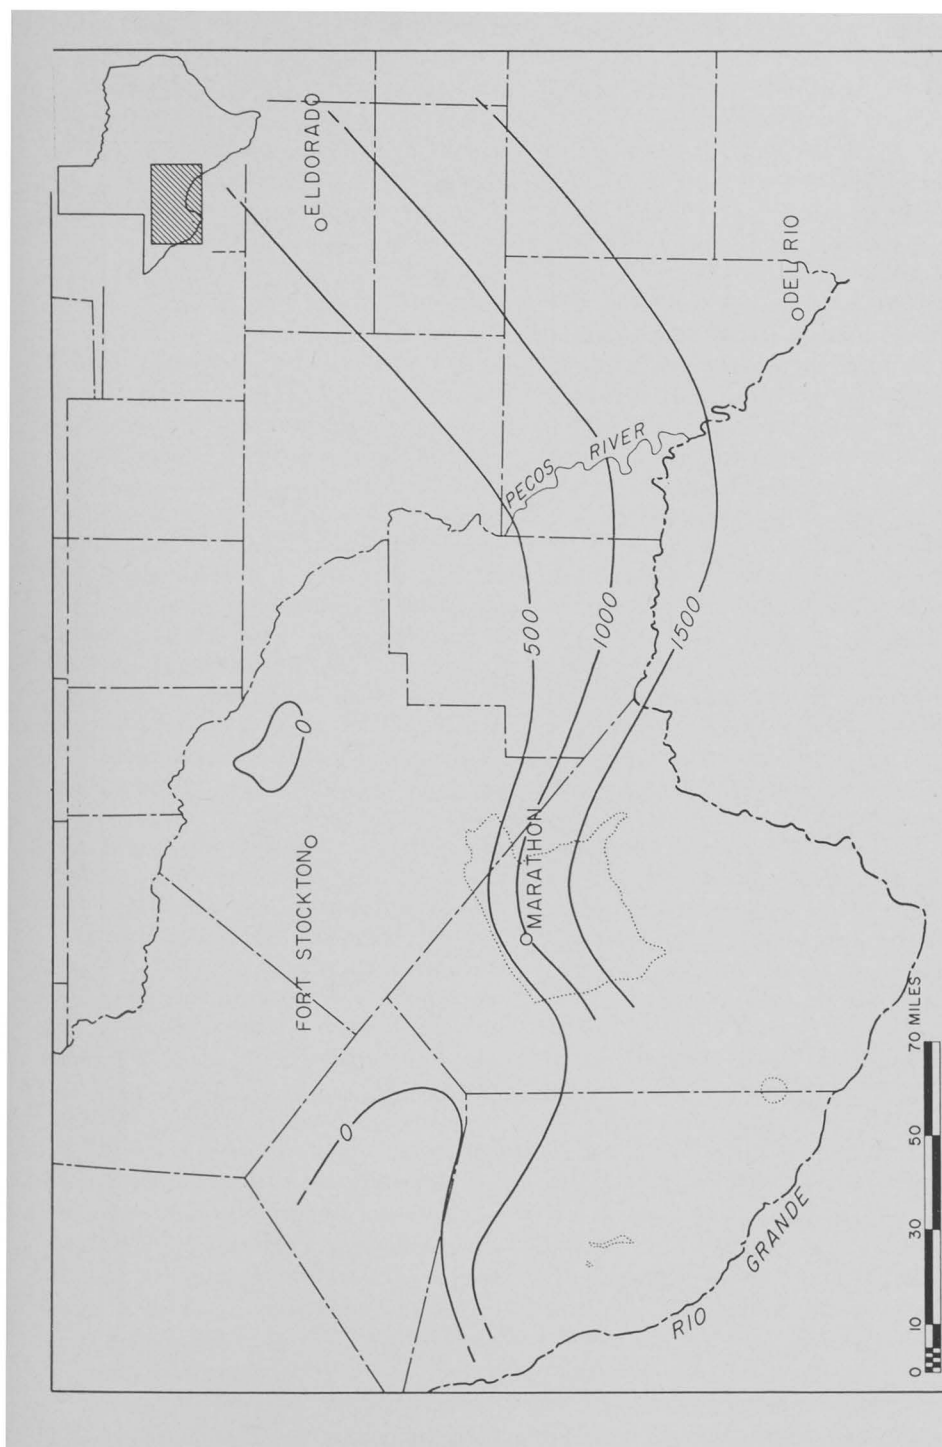 ELDORADO
DEL RIO
PECOS RIVER
500
1000
1500
0
FORT STOCKTON
MARATHON
0
RIO GRANDE
0 10 30 50 70 MILES